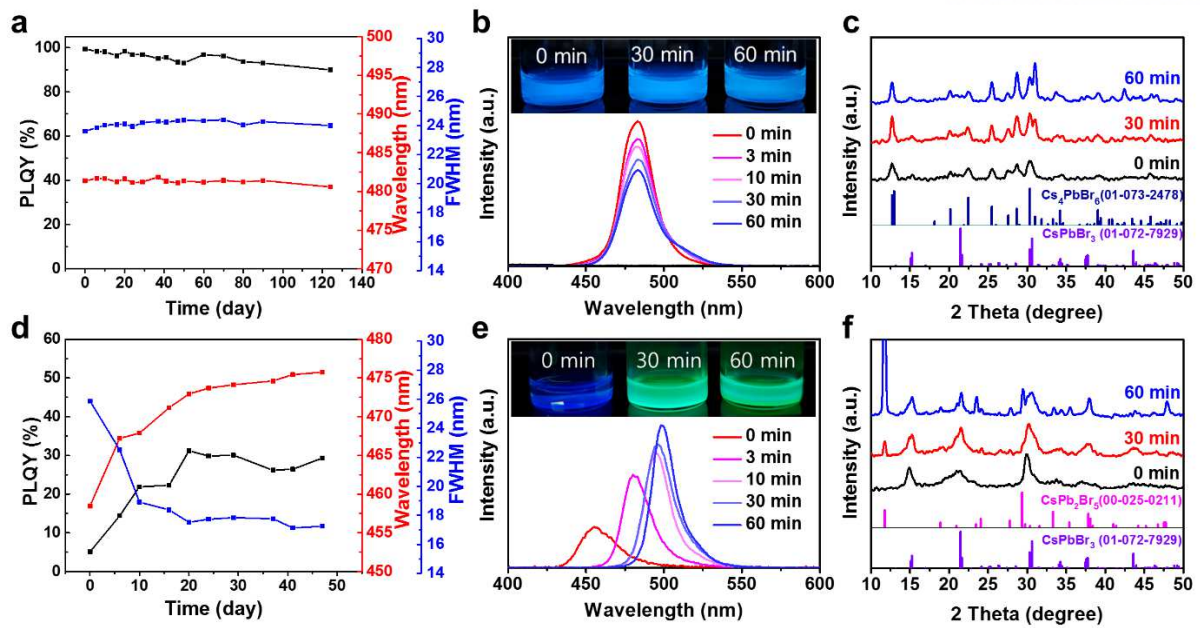 a
100
80
60
40
20
0
PLQY (%)
0 20 40 60 80 100 120 140
Time (day)
500
495
490
485
480
475
470
Wavelength (nm)
30
28
26
24
22
20
18
16
14
FWHM (nm)
b
0 min 30 min 60 min
0 min
3 min
10 min
30 min
60 min
Intensity (a.u.)
400 450 500 550 600
Wavelength (nm)
c
60 min
30 min
0 min
Cs4PbBr6(01-073-2478)
CsPbBr3 (01-072-7929)
Intensity (a.u.)
10 15 20 25 30 35 40 45 50
2 Theta (degree)
d
60
50
40
30
20
10
0
PLQY (%)
0 10 20 30 40 50
Time (day)
480
475
470
465
460
455
450
Wavelength (nm)
30
28
26
24
22
20
18
16
14
FWHM (nm)
e
0 min 30 min 60 min
0 min
3 min
10 min
30 min
60 min
Intensity (a.u.)
400 450 500 550 600
Wavelength (nm)
f
60 min
30 min
0 min
CsPb2Br5(00-025-0211)
CsPbBr3 (01-072-7929)
Intensity (a.u.)
10 15 20 25 30 35 40 45 50
2 Theta (degree)